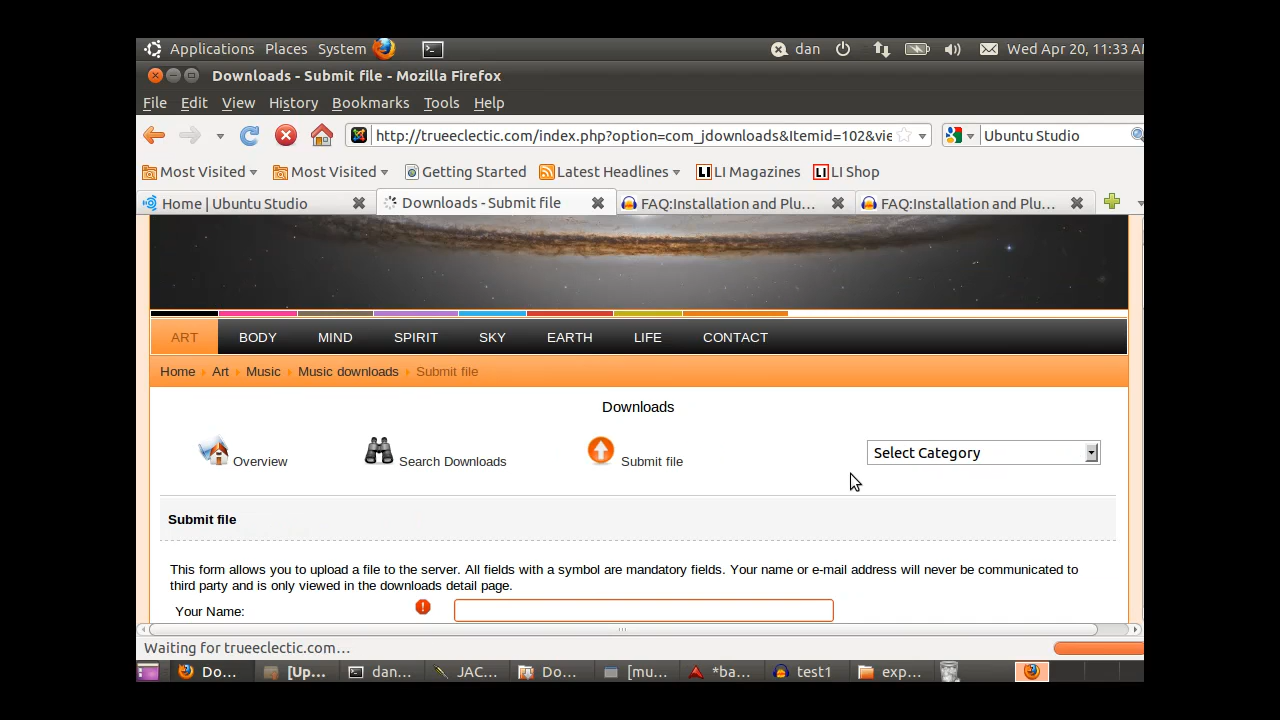 Applications Places System dan Wed Apr 20, 11:33 AM
Downloads - Submit file - Mozilla Firefox
File Edit View History Bookmarks Tools Help
http://trueeclectic.com/index.php?option=com_jdownloads&Itemid=102&vie Ubuntu Studio
Most Visited Most Visited Getting Started Latest Headlines LI LI Magazines LI LI Shop
Home | Ubuntu Studio Downloads - Submit file FAQ:Installation and Plu... FAQ:Installation and Plu...
ART BODY MIND SPIRIT SKY EARTH LIFE CONTACT
Home Art Music Music downloads Submit file
Downloads
Overview Search Downloads Submit file Select Category
Submit file
This form allows you to upload a file to the server. All fields with a symbol are mandatory fields. Your name or e-mail address will never be communicated to
third party and is only viewed in the downloads detail page.
Your Name:
Waiting for trueeclectic.com...
Do... [Up... dan... JAC... Do... [mu... *ba... test1 exp...